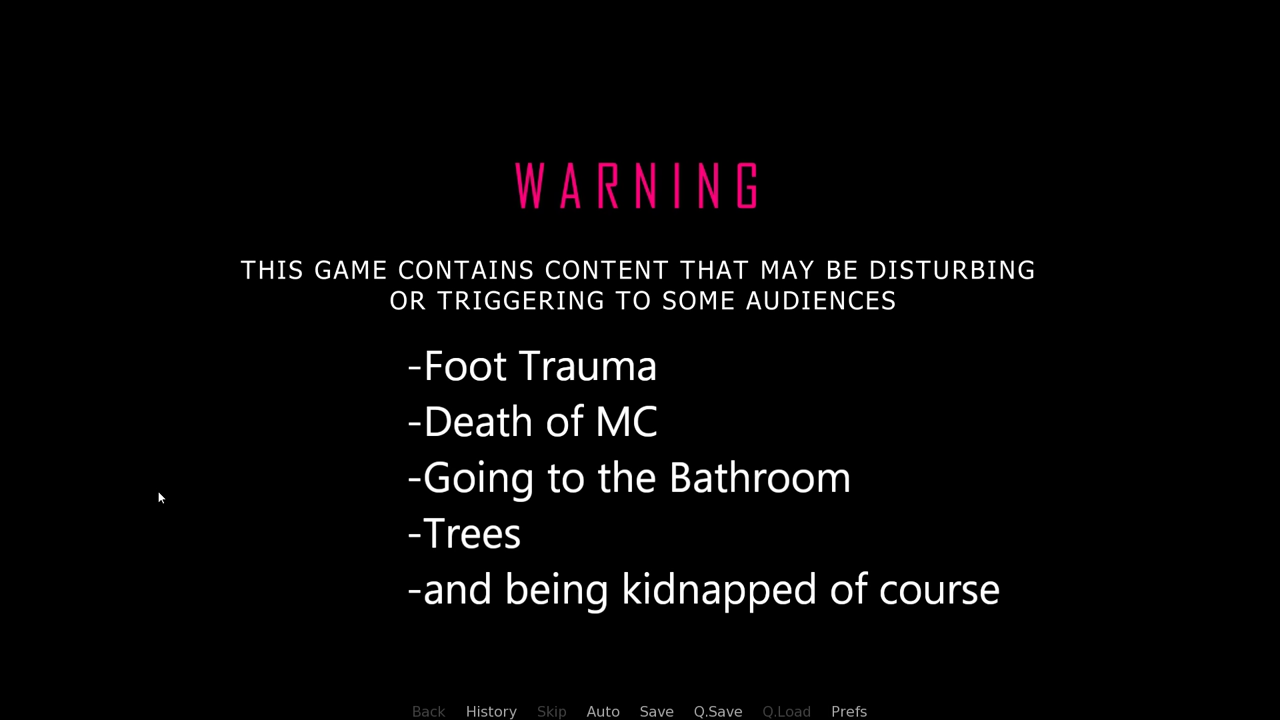 WARNING
THIS GAME CONTAINS CONTENT THAT MAY BE DISTURBING
OR TRIGGERING TO SOME AUDIENCES
-Foot Trauma
-Death of MC
-Going to the Bathroom
-Trees
-and being kidnapped of course
Back History Skip Auto Save Q.Save Q.Load Prefs